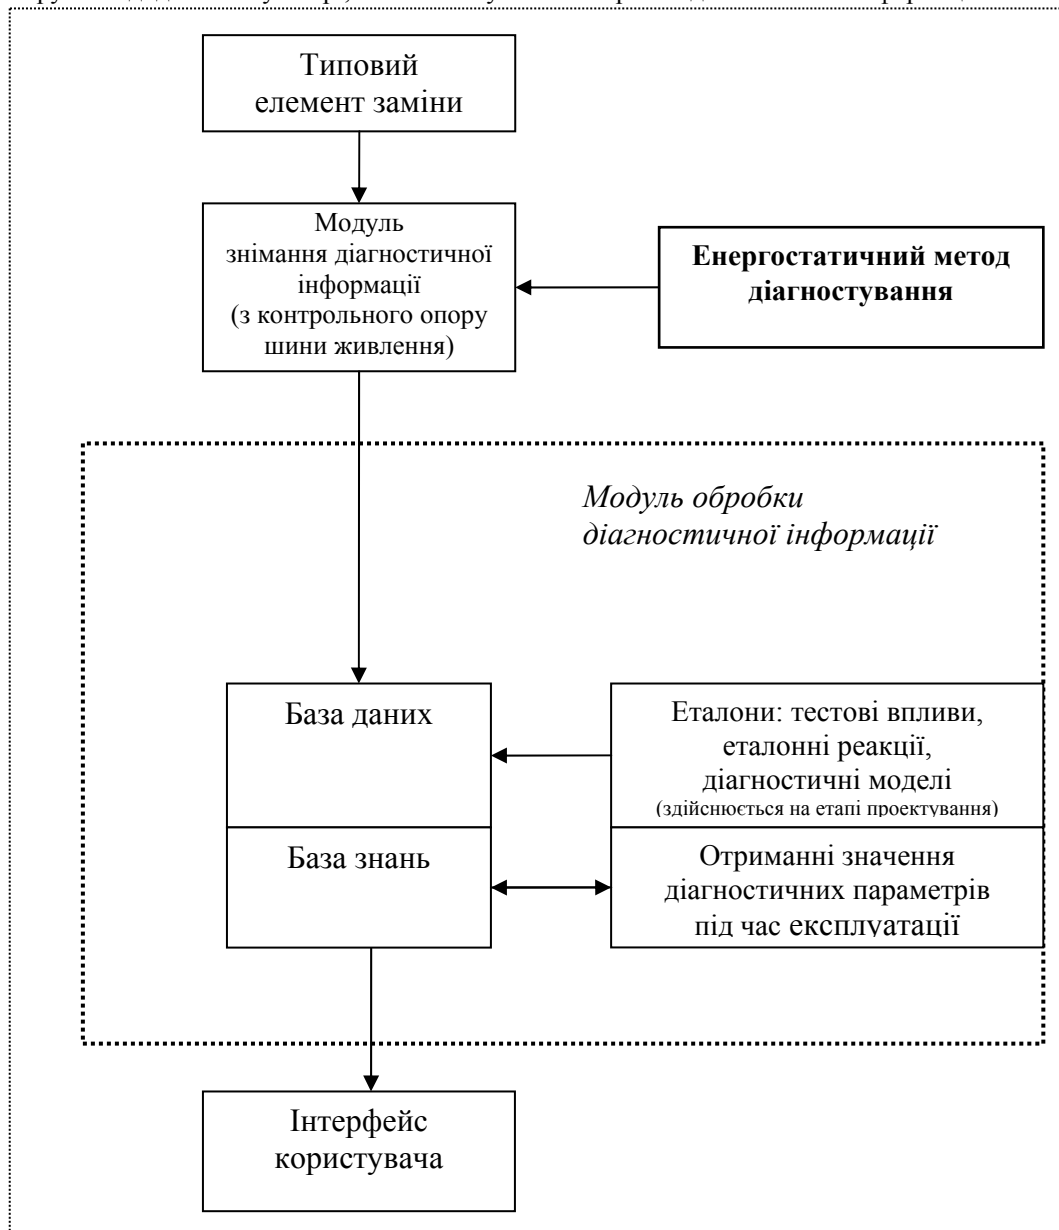 Типовий
елемент заміни
Модуль
знімання діагностичної
інформації
(з контрольного опору
шини живлення)
Енергостатичний метод
діагностування
Модуль обробки
діагностичної інформації
База даних
Еталони: тестові впливи,
еталонні реакції,
діагностичні моделі
(здійснюється на етапі проектування)
База знань
Отриманні значення
діагностичних параметрів
під час експлуатації
Інтерфейс
користувача